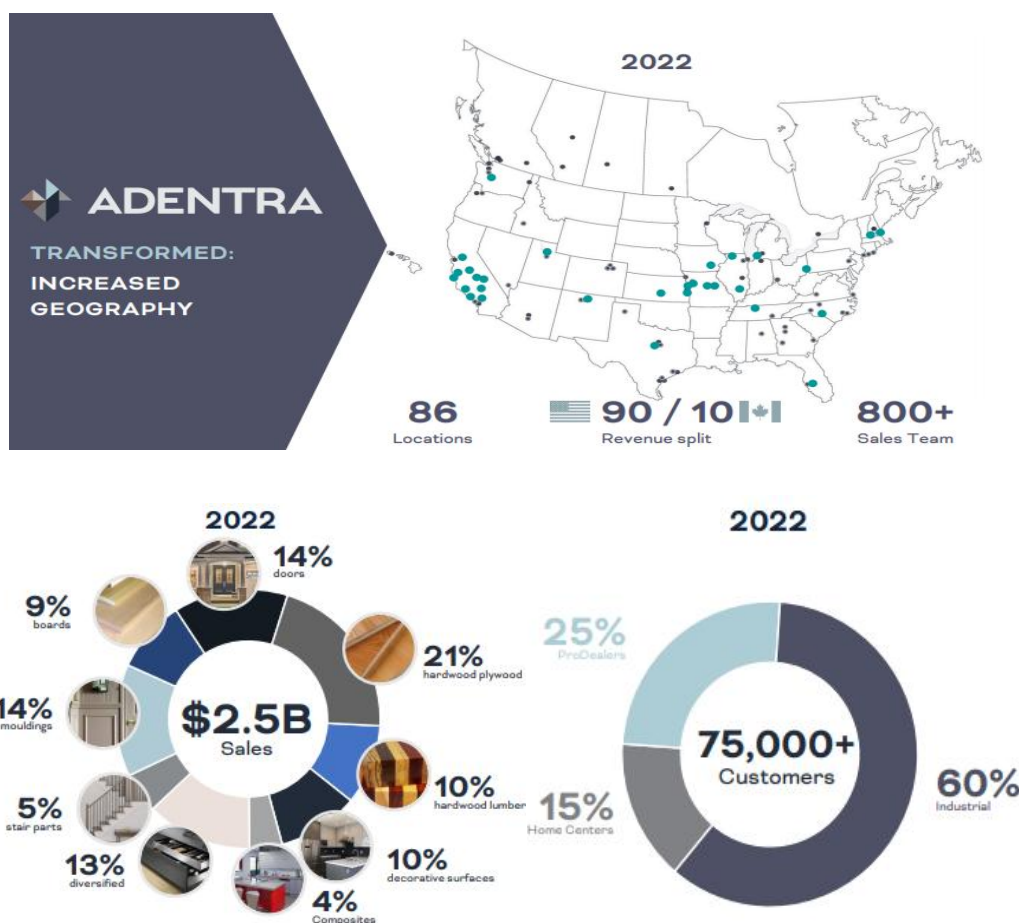 2022
ADENTRA
TRANSFORMED:
INCREASED
GEOGRAPHY
86
Locations
90 / 10
Revenue split
800+
Sales Team
2022
14%
doors
9%
boards
21%
hardwood plywood
14%
mouldings
$2.5B
Sales
10%
hardwood lumber
5%
stair parts
13%
diversified
10%
decorative surfaces
4%
Composites
2022
25%
ProDealers
75,000+
Customers
60%
Industrial
15%
Home Centers